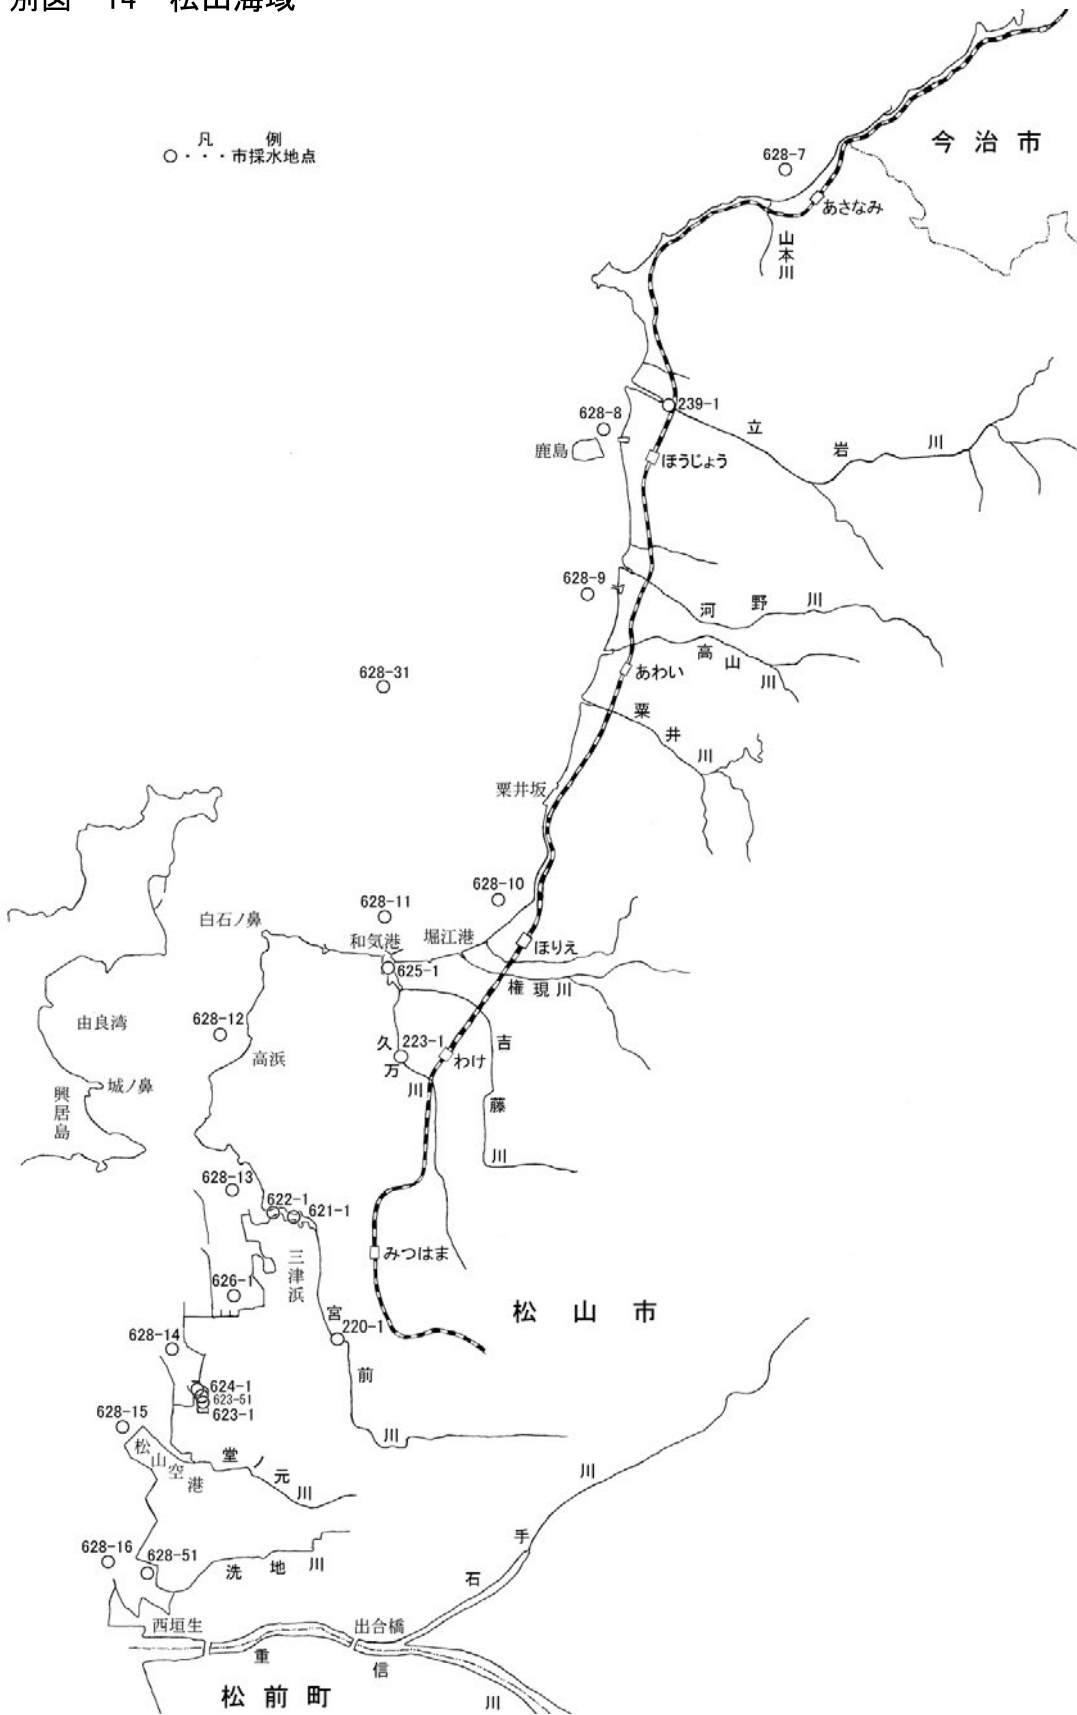 別図 14 松山海域
凡 例
○・・・市採水地点
今治市
628-7
あさなみ
山本川
239-1
628-8
鹿島
立岩川
ほうじょう
628-9
河野川
高山川
628-31
あわい
粟井川
粟井坂
628-10
628-11
白石ノ鼻
和気港
堀江港
ほりえ
625-1
権現川
由良湾
628-12
高浜
久万川
223-1
わけ
吉藤川
城ノ鼻
興居島
628-13
622-1
621-1
三津浜
みつはま
626-1
松山市
宮前川
220-1
628-14
624-1
623-51
623-1
628-15
松山空港
堂ノ元川
石手川
628-16
628-51
洗地川
西垣生
出合橋
重信川
松前町